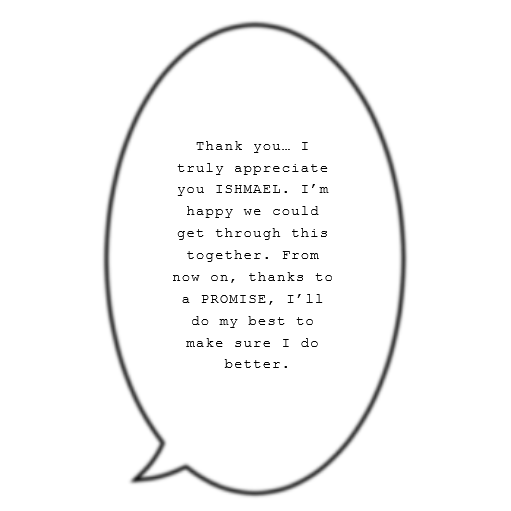 Thank you… I
truly appreciate
you ISHMAEL. I’m
happy we could
get through this
together. From
now on, thanks to
a PROMISE, I’ll
do my best to
make sure I do
better.